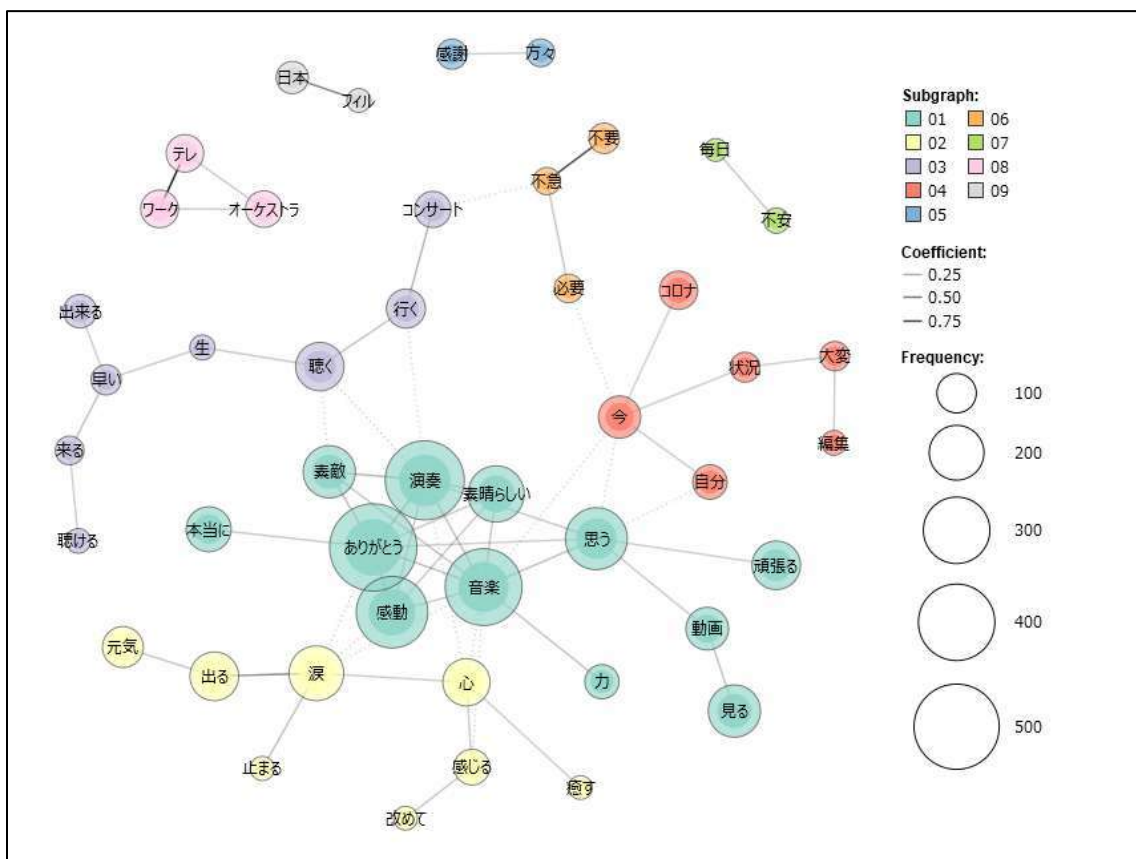 感謝
万々
日本
フィル
テレ
ワーク
オーケストラ
コンサート
不要
不急
必要
毎日
不安
Subgraph:
01
06
02
07
03
08
04
09
05
Coefficient:
0.25
0.50
0.75
Frequency:
100
200
300
400
500
コロナ
出来る
早い
生
聴く
行く
来る
聴ける
状況
大変
編集
今
自分
素敵
演奏
素晴らしい
本当に
ありがとう
思う
頑張る
感動
音楽
動画
力
見る
元気
出る
涙
心
止まる
感じる
癒す
改めて